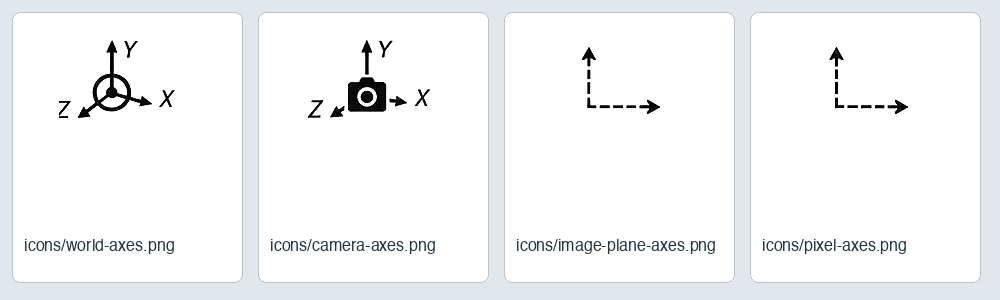 Y
X
Z
Y
X
Z
icons/world-axes.png
icons/camera-axes.png
icons/image-plane-axes.png
icons/pixel-axes.png